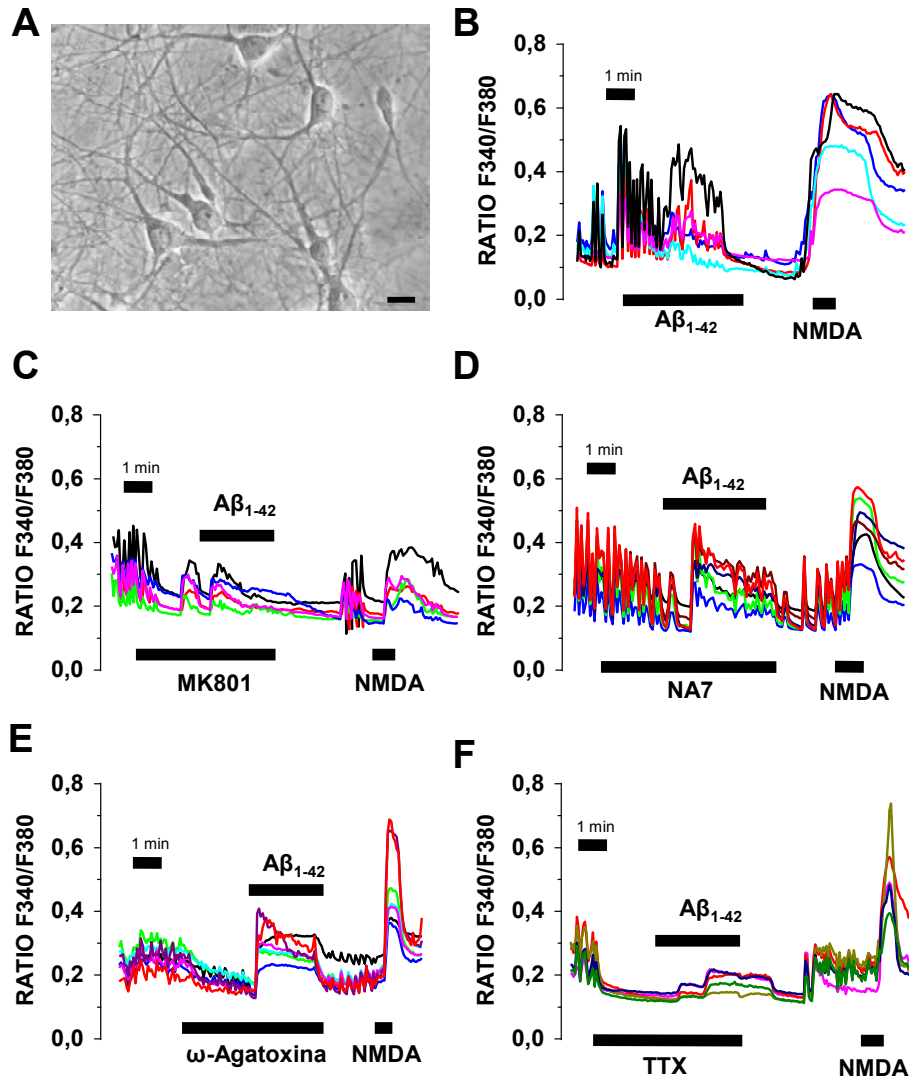 A
B
RATIO F340/F380
0,8
0,6
0,4
0,2
0,0
1 min
Aβ1-42
NMDA
C
RATIO F340/F380
0,8
0,6
0,4
0,2
0,0
1 min
Aβ1-42
MK801
NMDA
D
RATIO F340/F380
0,8
0,6
0,4
0,2
0,0
1 min
Aβ1-42
NA7
NMDA
E
RATIO F340/F380
0,8
0,6
0,4
0,2
0,0
1 min
Aβ1-42
ω-Agatoxina
NMDA
F
RATIO F340/F380
0,8
0,6
0,4
0,2
0,0
1 min
Aβ1-42
TTX
NMDA